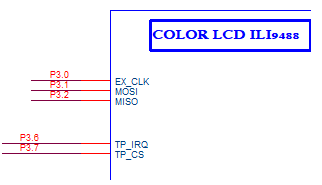 COLOR LCD ILI9488
P3.0 EX_CLK
P3.1 MOSI
P3.2 MISO
P3.6 TP_IRQ
P3.7 TP_CS